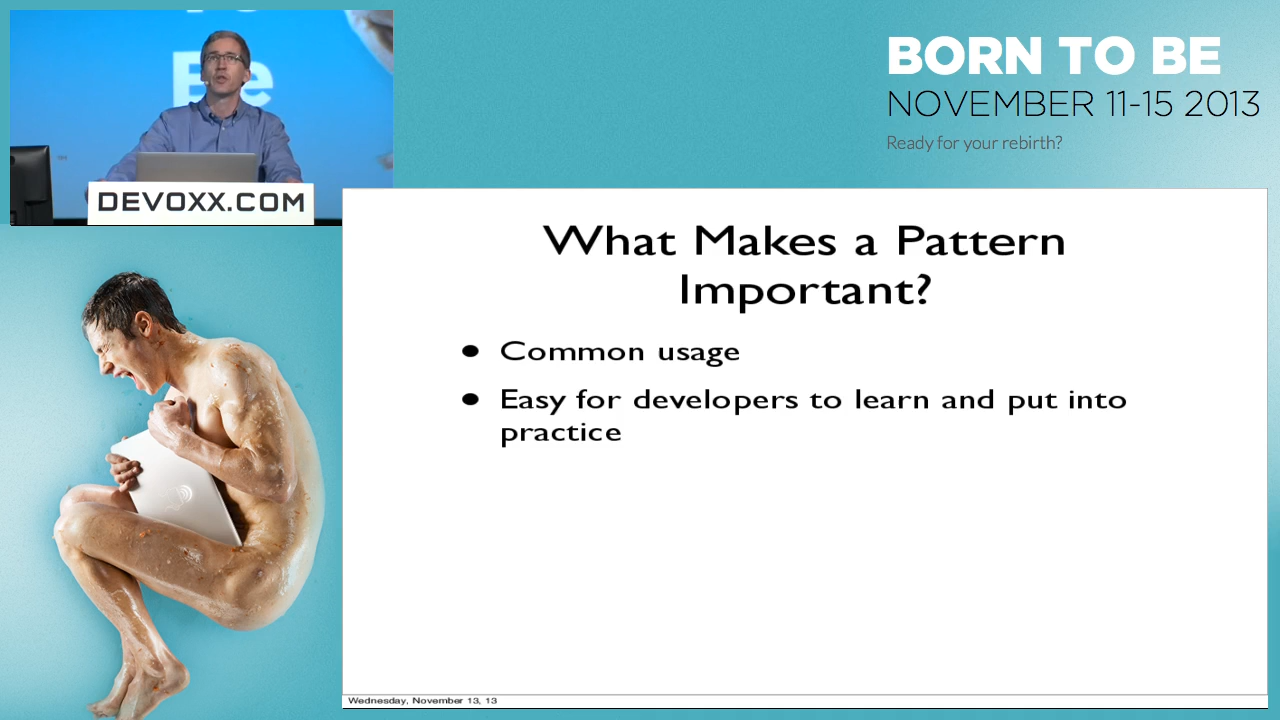 Be
DEVOXX.COM
BORN TO BE
NOVEMBER 11-15 2013
Ready for your rebirth?
What Makes a Pattern
Important?
● Common usage
● Easy for developers to learn and put into
practice
Wednesday, November 13, 13